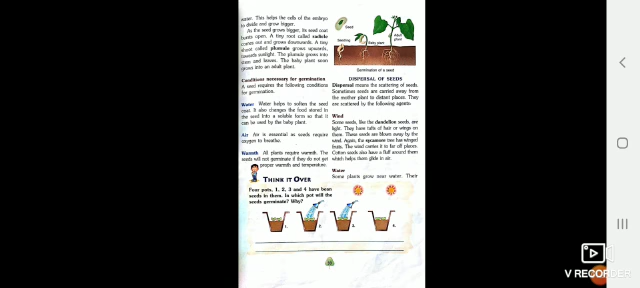 water. This helps the cells of the embryo
to divide and grow bigger.
As the seed grows bigger, its seed coat
bursts open. A tiny root called radicle
comes out and grows downwards. A tiny
shoot called plumule grows upwards,
towards sunlight. The plumule grows into
stem and leaves. The baby plant soon
grows into an adult plant.
Conditions necessary for germination
A seed requires the following conditions
for germination.
Water Water helps to soften the seed
coat. It also changes the food stored in
the seed into a soluble form so that it
can be used by the baby plant.
Air Air is essential as seeds require
oxygen to breathe.
Warmth All plants require warmth. The
seeds will not germinate if they do not get
proper warmth and temperature.
Seed
Seedling
Baby plant
Adult
plant
Germination of a seed
DISPERSAL OF SEEDS
Dispersal means the scattering of seeds.
Sometimes seeds are carried away from
the mother plant to distant places. They
are scattered by the following agents:
Wind
Some seeds, like the dandelion seeds, are
light. They have tufts of hair or wings on
them. These seeds are blown away by the
wind. Again, the sycamore tree has winged
fruits. The wind carries it to far off places.
Cotton seeds also have a fluff around them
which helps them glide in air.
Water
Some plants grow near water. Their
THINK IT OVER
Four pots, 1, 2, 3 and 4 have bean
seeds in them. In which pot will the
seeds germinate? Why?
1.
2.
3.
4.
V RECORDER